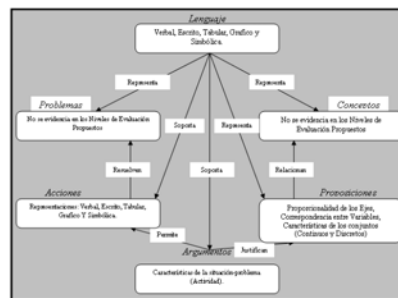 Lenguaje
Verbal, Escrito, Tabular, Grafico y
Simbólica.
Representa
Representa
Problemas
Conceptos
No se evidencia en los Niveles de Evaluación
Propuestos
No se evidencia en los Niveles de
Evaluación Propuestos
Soporta
Representa
Resuelven
Soporta
Relacionan
Acciones
Proposiciones
Representaciones: Verbal, Escrito, Tabular,
Grafico Y Simbólica.
Proporcionalidad de los Ejes,
Correspondencia entre Variables,
Características de los conjuntos
(Continuos y Discretos)
Permite
Justifican
Argumentos
Características de la situación problema.
(Actividad).